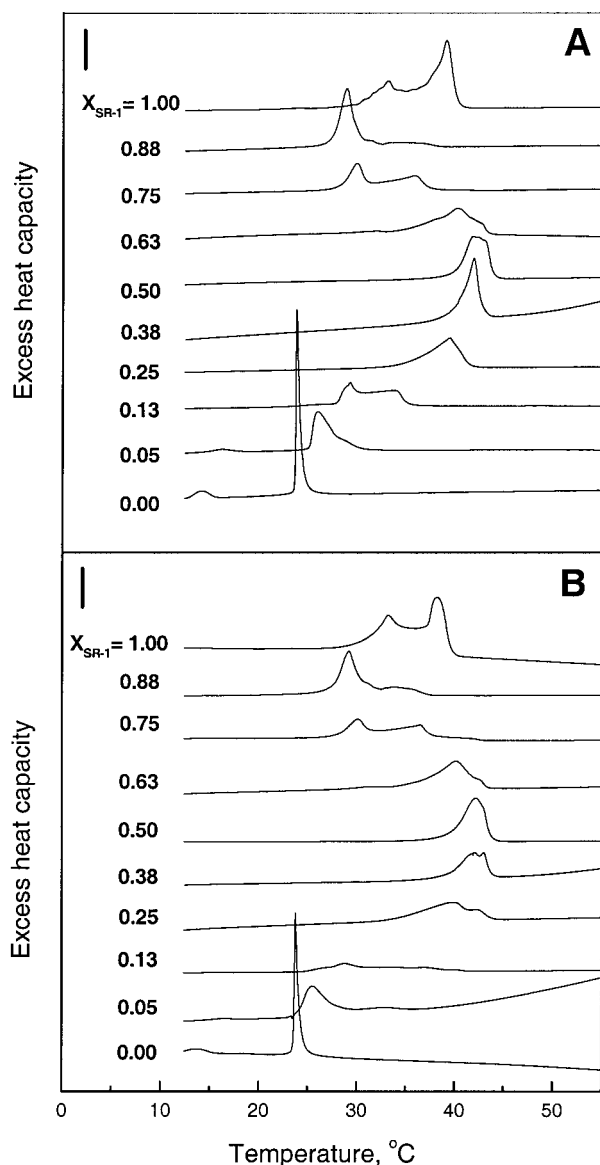 A
X_SR-1 = 1.00
0.88
0.75
0.63
0.50
0.38
0.25
0.13
0.05
0.00
Excess heat capacity
B
X_SR-1 = 1.00
0.88
0.75
0.63
0.50
0.38
0.25
0.13
0.05
0.00
Excess heat capacity
0 10 20 30 40 50
Temperature, °C